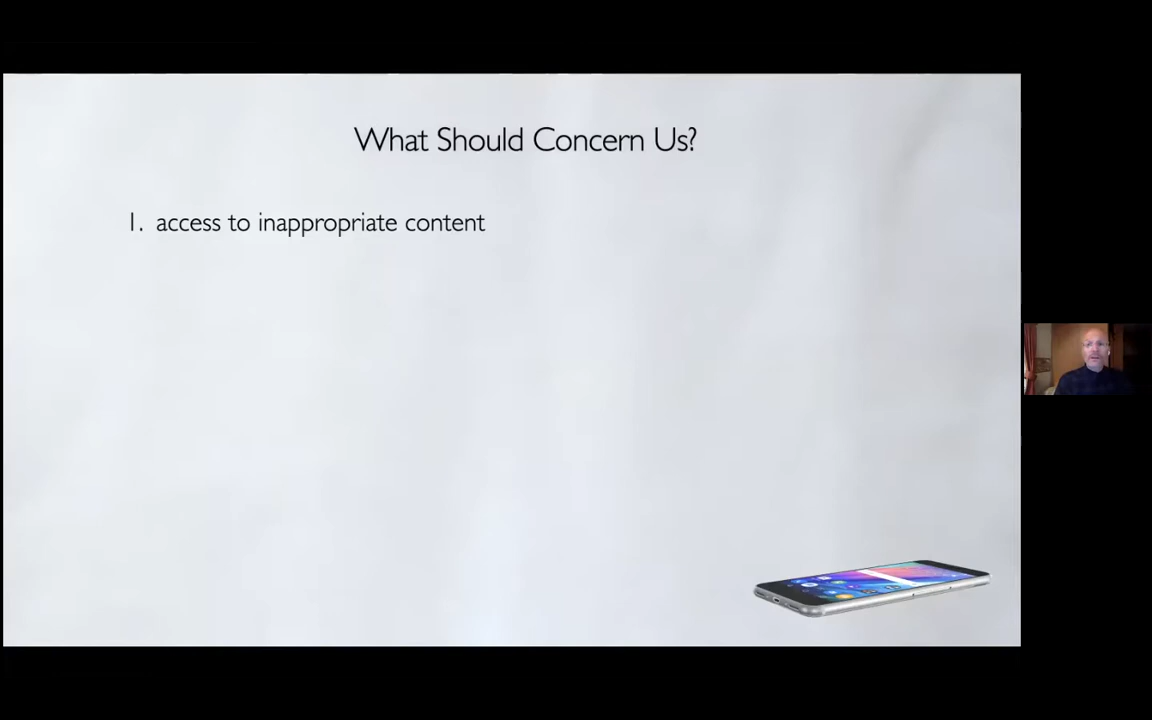 What Should Concern Us?
1. access to inappropriate content